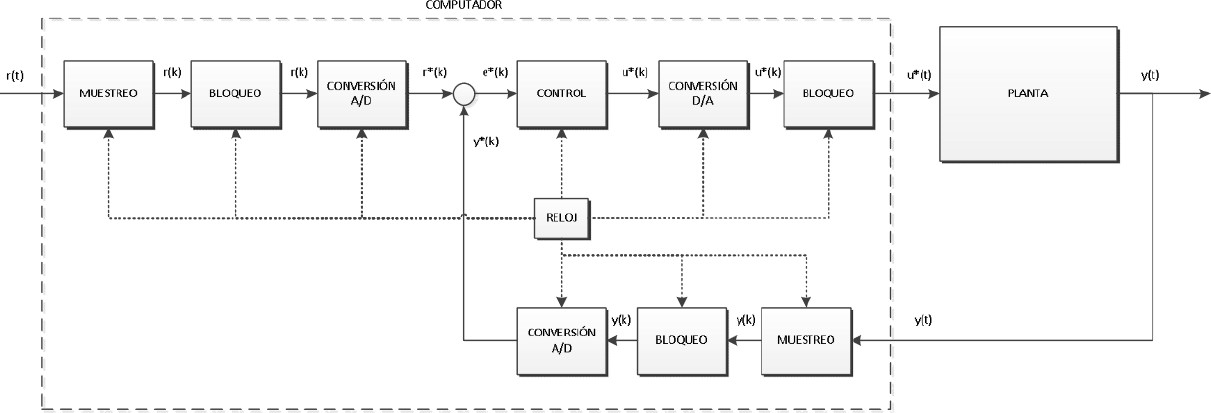 COMPUTADOR
r(t)
MUESTREO
r(k)
BLOQUEO
r(k)
CONVERSIÓN
A/D
r*(k)
e*(k)
CONTROL
u*(k)
CONVERSIÓN
D/A
u*(k)
BLOQUEO
u*(t)
PLANTA
y(t)
y*(k)
RELOJ
CONVERSIÓN
A/D
y(k)
BLOQUEO
y(k)
MUESTREO
y(t)